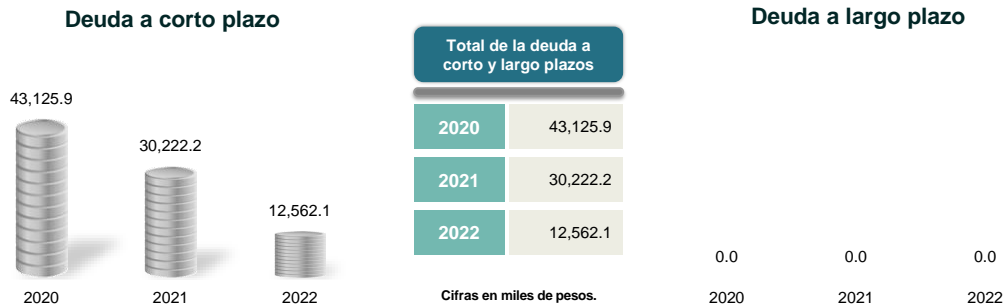 Deuda a corto plazo
43,125.9
30,222.2
12,562.1
2020 2021 2022
Total de la deuda a
corto y largo plazos
2020 43,125.9
2021 30,222.2
2022 12,562.1
Cifras en miles de pesos.
Deuda a largo plazo
0.0 0.0 0.0
2020 2021 2022